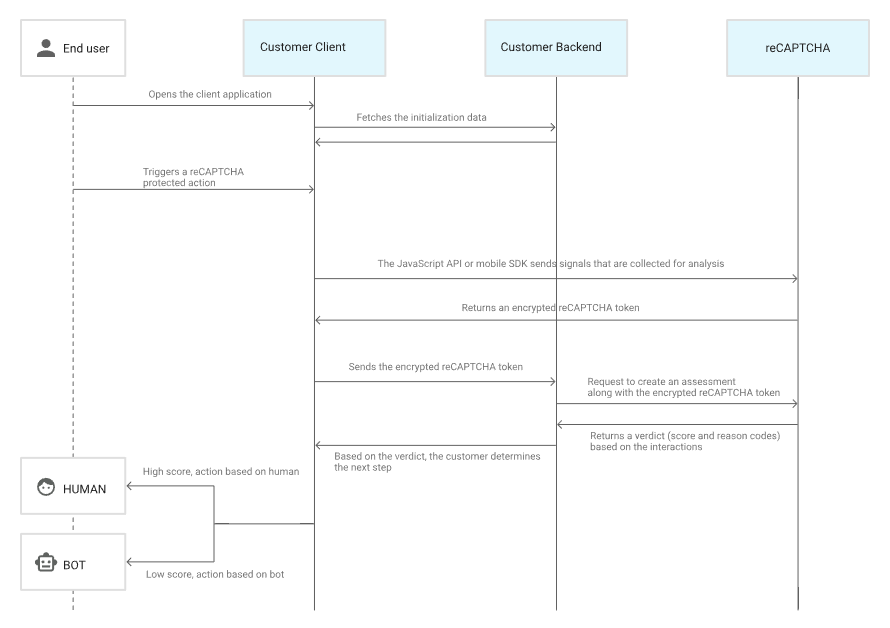 End user
Customer Client
Customer Backend
reCAPTCHA
Opens the client application
Fetches the initialization data
Triggers a reCAPTCHA
protected action
The JavaScript API or mobile SDK sends signals that are collected for analysis
Returns an encrypted reCAPTCHA token
Sends the encrypted reCAPTCHA token
Request to create an assessment
along with the encrypted reCAPTCHA token
Returns a verdict (score and reason codes)
based on the interactions
Based on the verdict, the customer determines
the next step
High score, action based on human
HUMAN
BOT
Low score, action based on bot